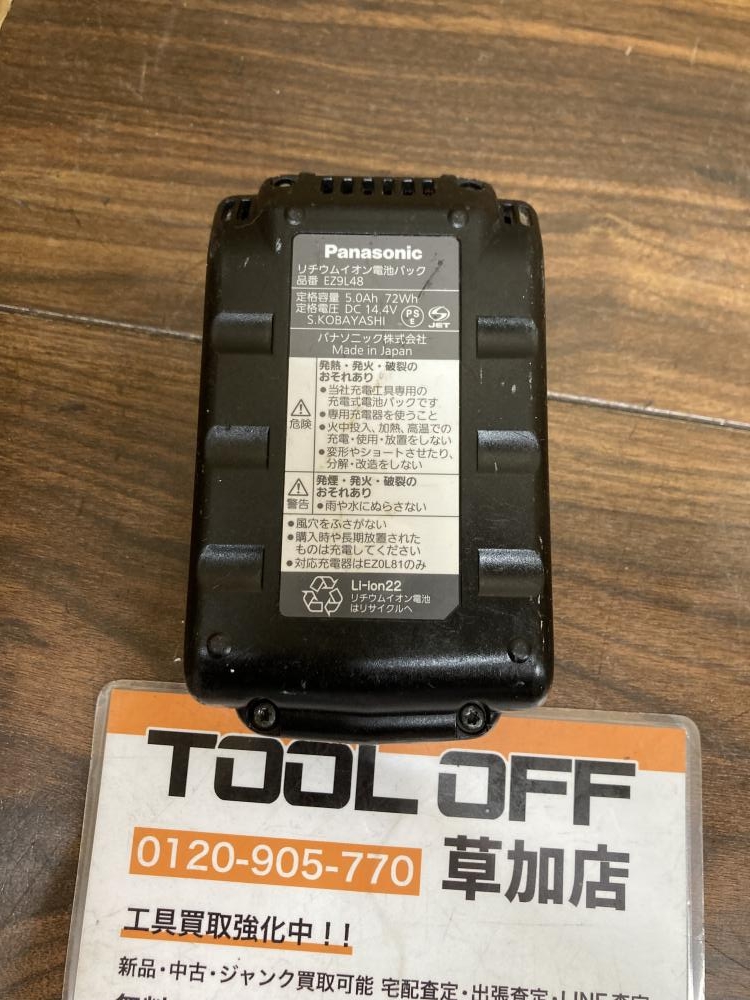 Panasonic
リチウムイオン電池パック
品番 EZ9L48
定格容量 5.0Ah 72Wh
定格電圧 DC 14.4V
S.KOBAYASHI
PS
E
JET
パナソニック株式会社
Made in Japan
発熱・発火・破裂の
おそれあり
●当社充電工具専用の
充電式電池パックです
●専用充電器を使うこと
●火中投入、加熱、高温での
充電・使用・放置をしない
●変形やショートさせたり、
分解・改造をしない
危険
発煙・発火・破裂の
おそれあり
●雨や水にぬらさない
警告
●風穴をふさがない
●購入時や長期放置された
ものは充電してください
●対応充電器はEZ0L81のみ
Li-ion22
リチウムイオン電池
はリサイクルへ
TOOL OFF
0120-905-770 草加店
工具買取強化中!!
新品・中古・ジャンク買取可能 宅配査定・出張査定・LINE査定